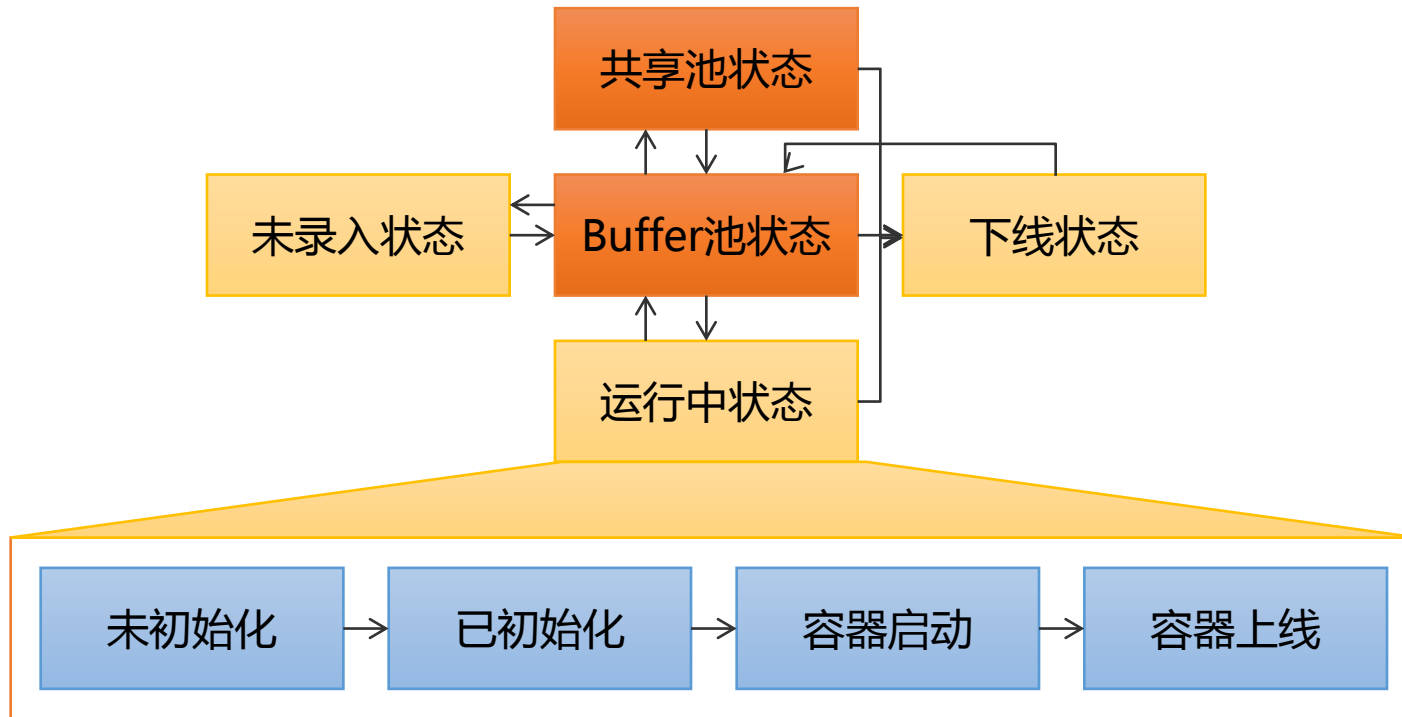 共享池状态
未录入状态
Buffer池状态
下线状态
运行中状态
未初始化
已初始化
容器启动
容器上线